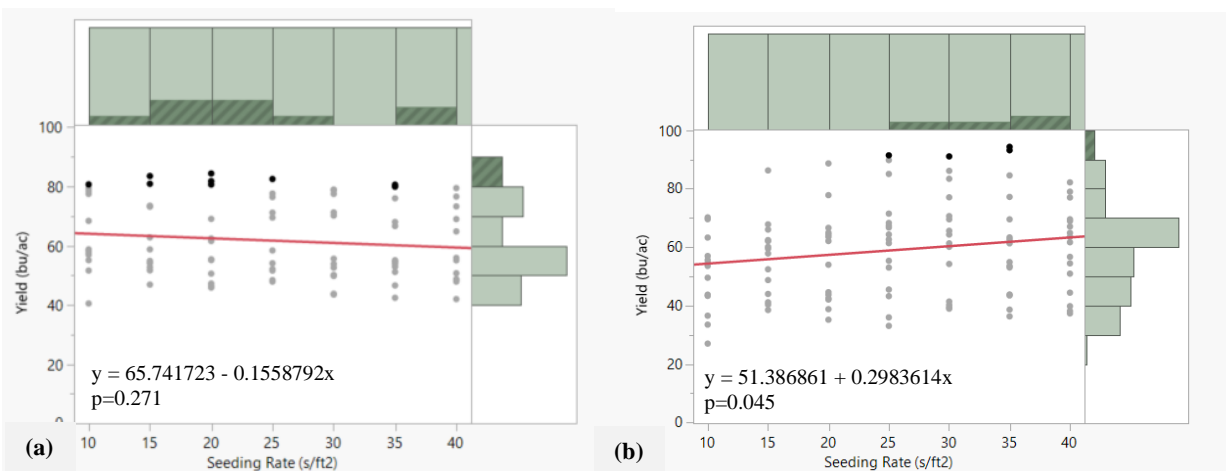 100
80
60
40
20
0
Yield (bu/ac)
y = 65.741723 - 0.1558792x
p=0.271
10 15 20 25 30 35 40
Seeding Rate (s/ft2)
(a)
100
80
60
40
20
0
Yield (bu/ac)
y = 51.386861 + 0.2983614x
p=0.045
10 15 20 25 30 35 40
Seeding Rate (s/ft2)
(b)